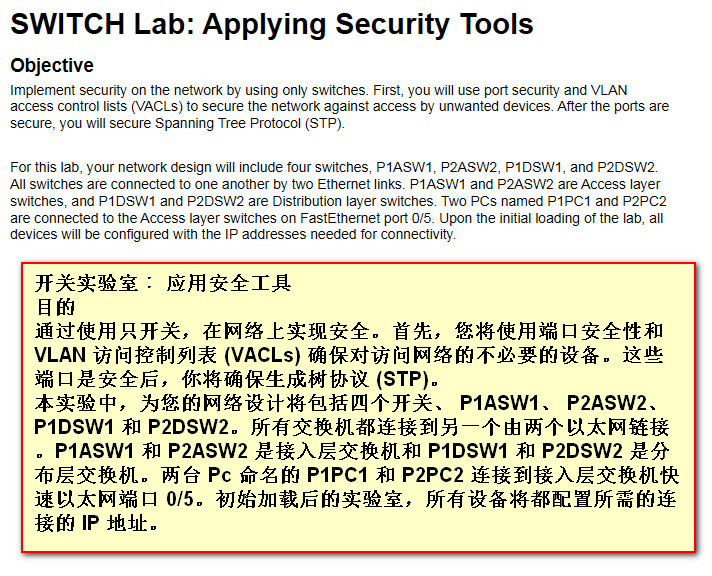 SWITCH Lab: Applying Security Tools
Objective
Implement security on the network by using only switches. First, you will use port security and VLAN
access control lists (VACLs) to secure the network against access by unwanted devices. After the ports are
secure, you will secure Spanning Tree Protocol (STP).
For this lab, your network design will include four switches, P1ASW1, P2ASW2, P1DSW1, and P2DSW2.
All switches are connected to one another by two Ethernet links. P1ASW1 and P2ASW2 are Access layer
switches, and P1DSW1 and P2DSW2 are Distribution layer switches. Two PCs named P1PC1 and P2PC2
are connected to the Access layer switches on FastEthernet port 0/5. Upon the initial loading of the lab, all
devices will be configured with the IP addresses needed for connectivity.
开关实验室： 应用安全工具
目的
通过使用只开关，在网络上实现安全。首先，您将使用端口安全性和
VLAN 访问控制列表 (VACLs) 确保对访问网络的不必要的设备。这些
端口是安全后，你将确保生成树协议 (STP)。
本实验中，为您的网络设计将包括四个开关、 P1ASW1、 P2ASW2、
P1DSW1 和 P2DSW2。所有交换机都连接到另一个由两个以太网链接
。P1ASW1 和 P2ASW2 是接入层交换机和 P1DSW1 和 P2DSW2 是分
布层交换机。两台 Pc 命名的 P1PC1 和 P2PC2 连接到接入层交换机快
速以太网端口 0/5。初始加载后的实验室，所有设备将都配置所需的连
接的 IP 地址。